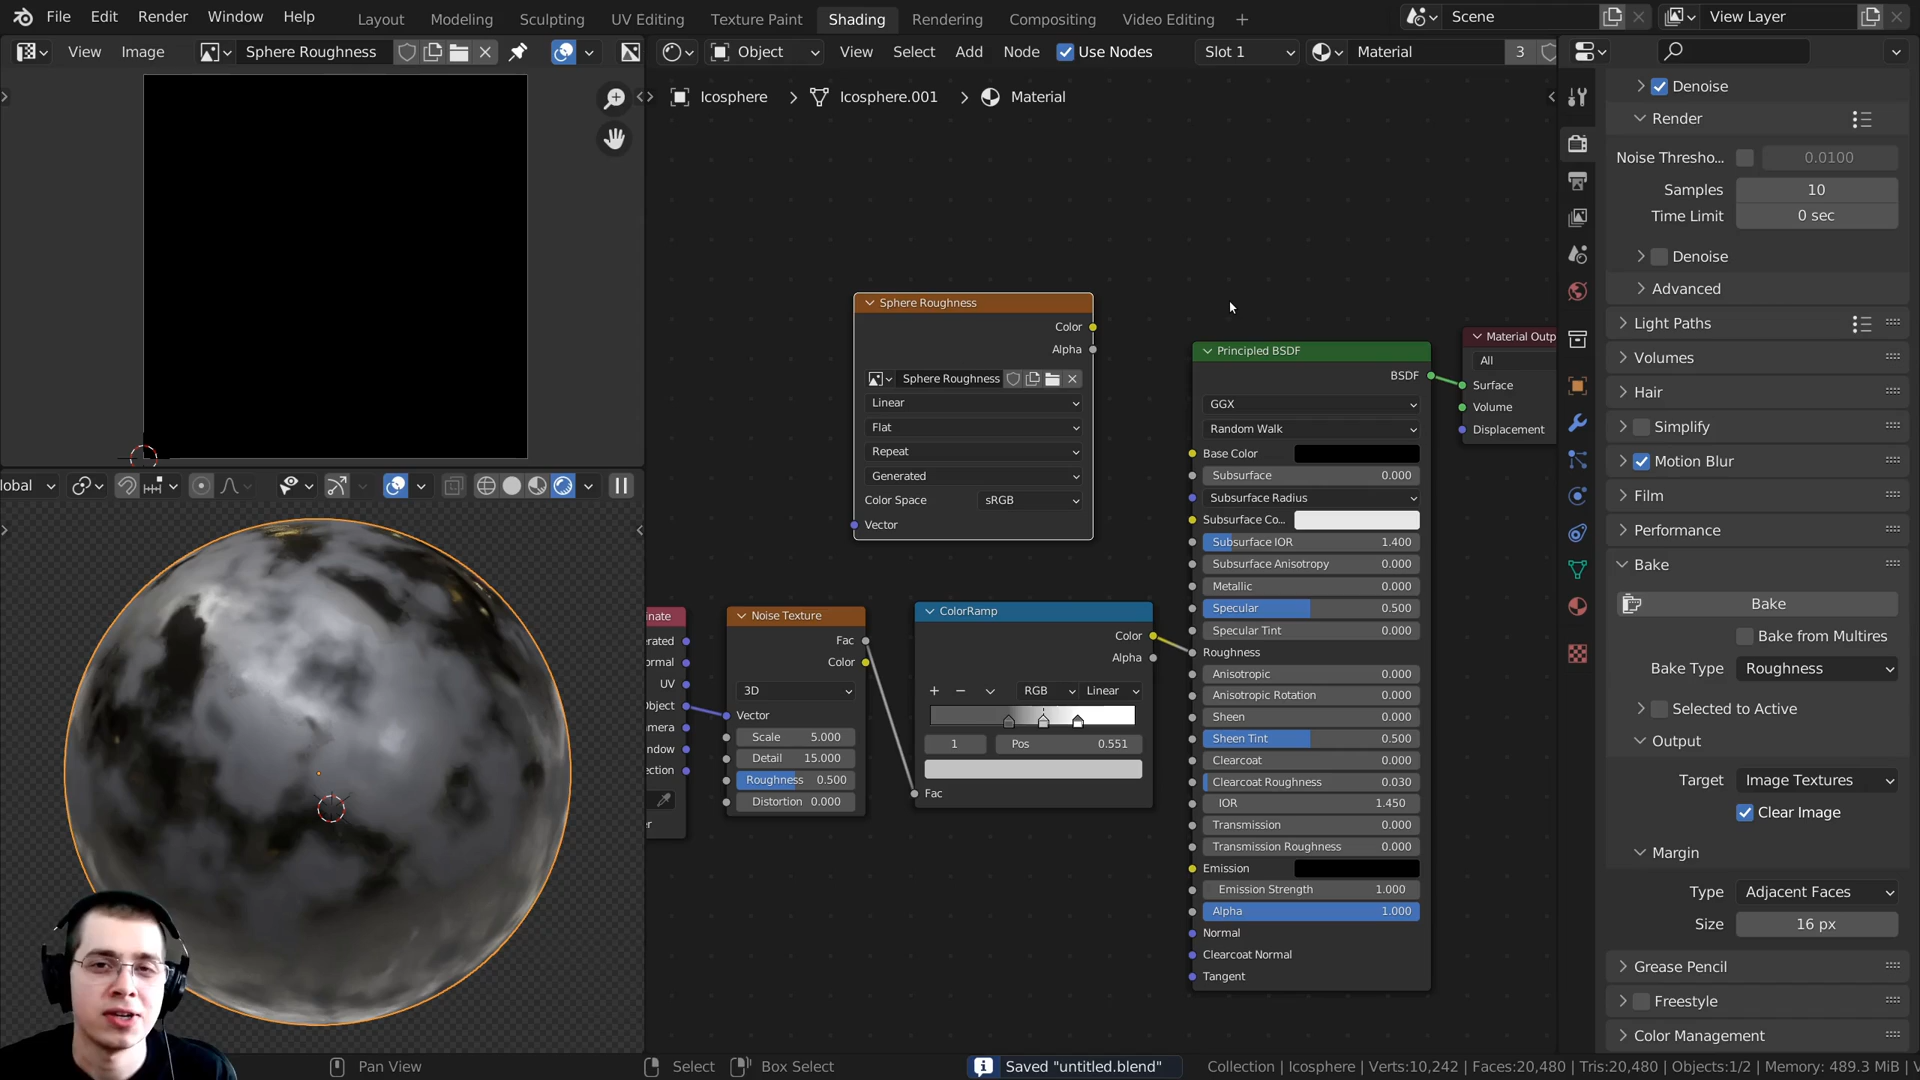 File Edit Render Window Help Layout Modeling Sculpting UV Editing Texture Paint Shading Rendering Compositing Video Editing + Scene View Layer
View Image Sphere Roughness Object View Select Add Node Use Nodes Slot 1 Material 3
Icosphere > Icosphere.001 > Material
Denoise
Render
Noise Thresho... 0.0100
Samples 10
Time Limit 0 sec
Denoise
Advanced
Light Paths
Volumes
Hair
Simplify
Motion Blur
Film
Performance
Bake
Bake
Bake from Multires
Bake Type Roughness
Selected to Active
Output
Target Image Textures
Clear Image
Margin
Type Adjacent Faces
Size 16 px
Grease Pencil
Freestyle
Color Management
Sphere Roughness
Color
Alpha
Sphere Roughness
Linear
Flat
Repeat
Generated
Color Space sRGB
Vector
Principled BSDF
BSDF
GGX
Random Walk
Base Color
Subsurface 0.000
Subsurface Radius
Subsurface Co...
Subsurface IOR 1.400
Subsurface Anisotropy 0.000
Metallic 0.000
Specular 0.500
Specular Tint 0.000
Roughness
Anisotropic 0.000
Anisotropic Rotation 0.000
Sheen 0.000
Sheen Tint 0.500
Clearcoat 0.000
Clearcoat Roughness 0.030
IOR 1.450
Transmission 0.000
Transmission Roughness 0.000
Emission
Emission Strength 1.000
Alpha 1.000
Normal
Clearcoat Normal
Tangent
Material Outp
All
Surface
Volume
Displacement
lobal
inate
erated
ormal
UV
bject
mera
ndow
ection
r
Noise Texture
Fac
Color
3D
Vector
Scale 5.000
Detail 15.000
Roughness 0.500
Distortion 0.000
ColorRamp
Color
Alpha
+ − RGB Linear
1 Pos 0.551
Fac
Pan View Select Box Select Saved "untitled.blend" Collection | Icosphere | Verts:10,242 | Faces:20,480 | Tris:20,480 | Objects:1/2 | Memory: 489.3 MiB | V